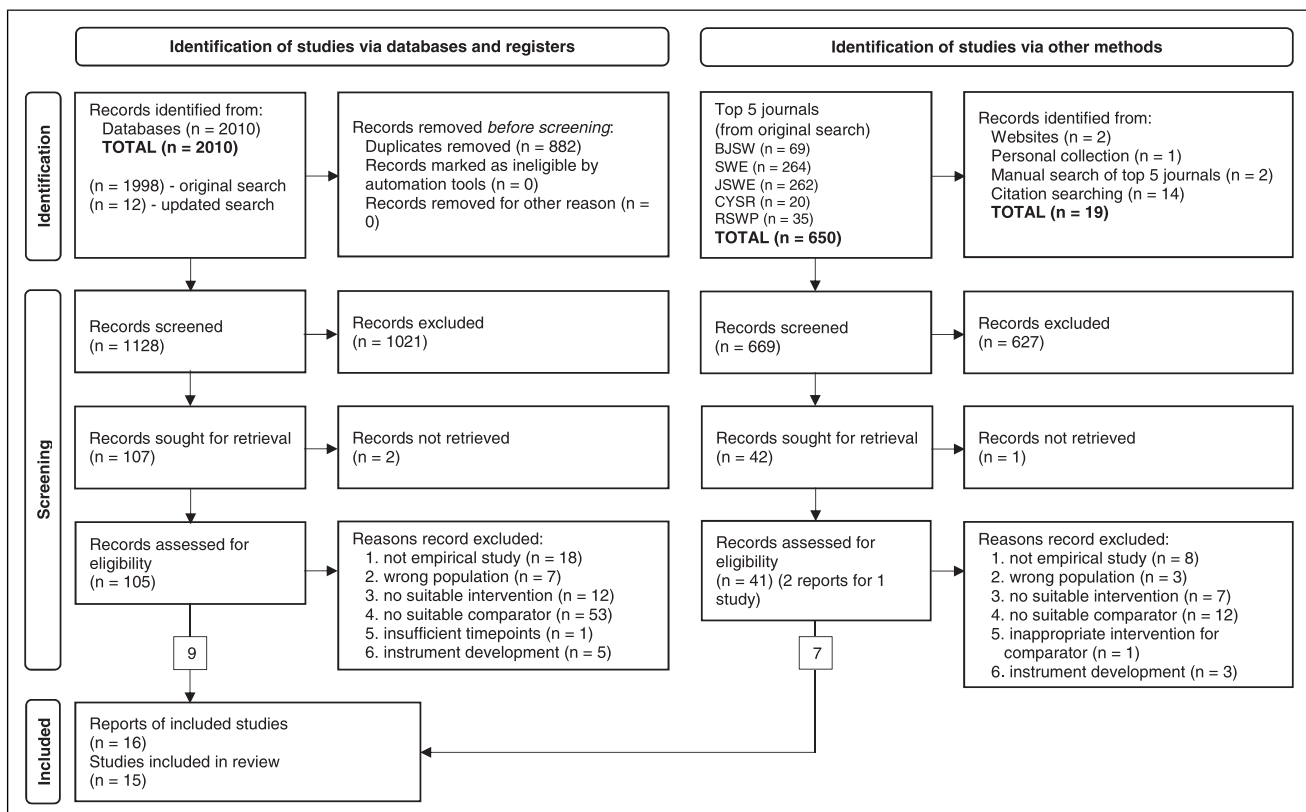 Identification of studies via databases and registers
Identification of studies via other methods
Identification
Records identified from:
Databases (n = 2010)
TOTAL (n = 2010)
(n = 1998) - original search
(n = 12) - updated search
Records removed before screening:
Duplicates removed (n = 882)
Records marked as ineligible by
automation tools (n = 0)
Records removed for other reason (n =
0)
Top 5 journals
(from original search)
BJSW (n = 69)
SWE (n = 264)
JSWE (n = 262)
CYSR (n = 20)
RSWP (n = 35)
TOTAL (n = 650)
Records identified from:
Websites (n = 2)
Personal collection (n = 1)
Manual search of top 5 journals (n = 2)
Citation searching (n = 14)
TOTAL (n = 19)
Screening
Records screened
(n = 1128)
Records excluded
(n = 1021)
Records screened
(n = 669)
Records excluded
(n = 627)
Records sought for retrieval
(n = 107)
Records not retrieved
(n = 2)
Records sought for retrieval
(n = 42)
Records not retrieved
(n = 1)
Records assessed for
eligibility
(n = 105)
Reasons record excluded:
1. not empirical study (n = 18)
2. wrong population (n = 7)
3. no suitable intervention (n = 12)
4. no suitable comparator (n = 53)
5. insufficient timepoints (n = 1)
6. instrument development (n = 5)
Records assessed for
eligibility
(n = 41) (2 reports for 1
study)
Reasons record excluded:
1. not empirical study (n = 8)
2. wrong population (n = 3)
3. no suitable intervention (n = 7)
4. no suitable comparator (n = 12)
5. inappropriate intervention for
comparator (n = 1)
6. instrument development (n = 3)
9
7
Included
Reports of included studies
(n = 16)
Studies included in review
(n = 15)